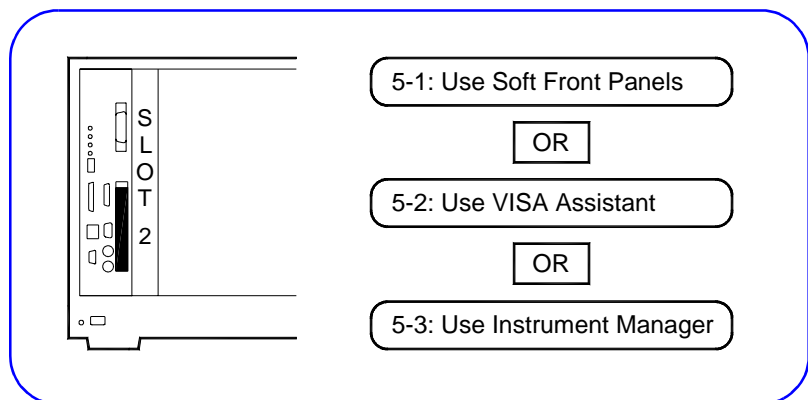 SLOT 2
5-1: Use Soft Front Panels
OR
5-2: Use VISA Assistant
OR
5-3: Use Instrument Manager